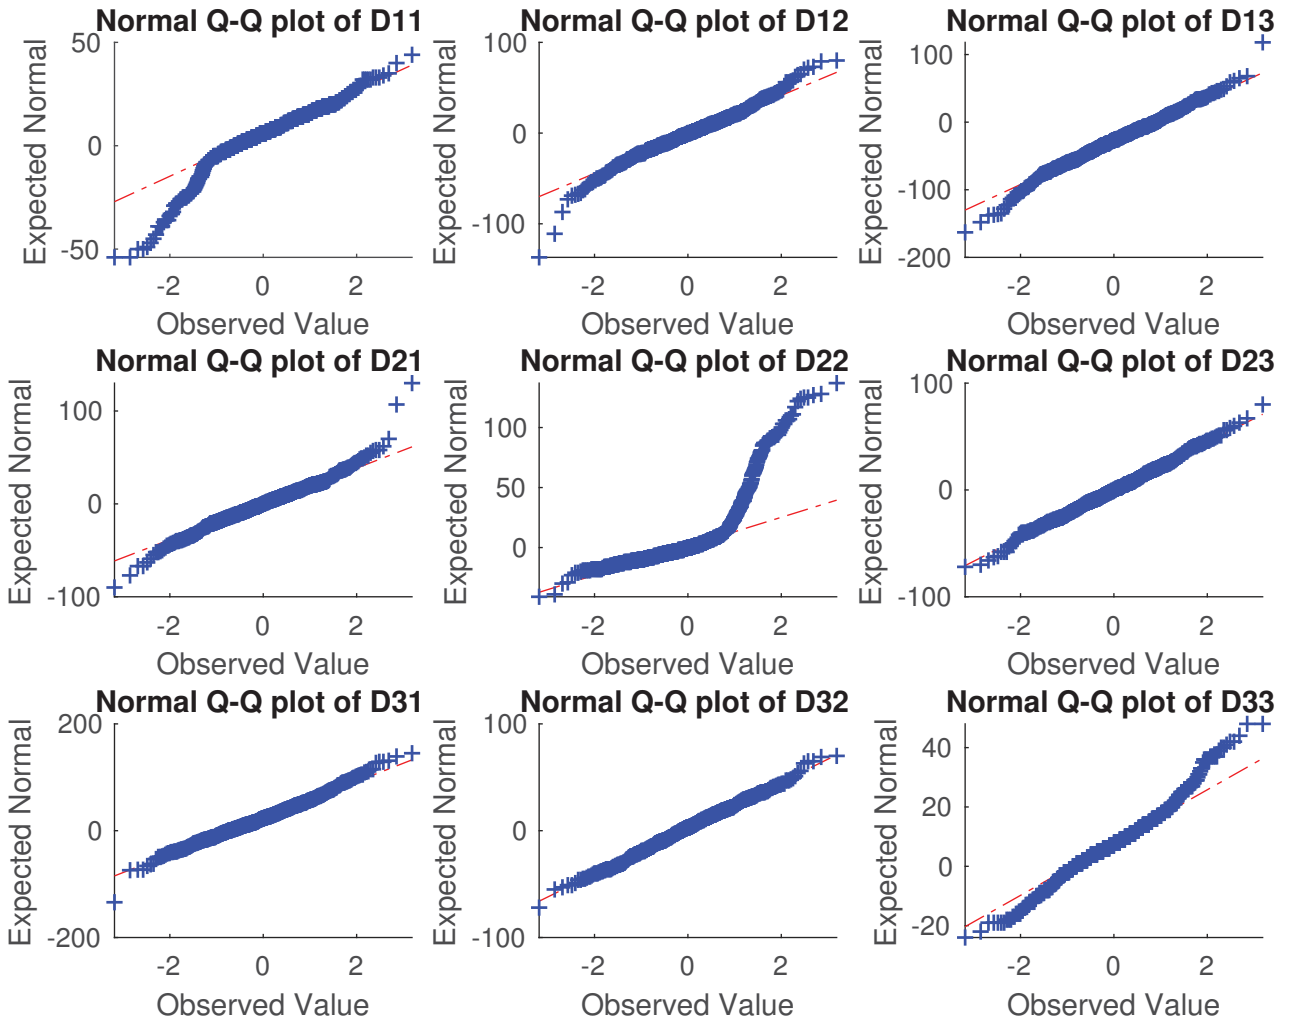 Normal Q-Q plot of D11
Expected Normal
50
0
-50
-2 0 2
Observed Value
Normal Q-Q plot of D12
Expected Normal
100
0
-100
-2 0 2
Observed Value
Normal Q-Q plot of D13
Expected Normal
100
0
-100
-200
-2 0 2
Observed Value
Normal Q-Q plot of D21
Expected Normal
100
0
-100
-2 0 2
Observed Value
Normal Q-Q plot of D22
Expected Normal
100
50
0
-2 0 2
Observed Value
Normal Q-Q plot of D23
Expected Normal
100
0
-100
-2 0 2
Observed Value
Normal Q-Q plot of D31
Expected Normal
200
0
-200
-2 0 2
Observed Value
Normal Q-Q plot of D32
Expected Normal
100
0
-100
-2 0 2
Observed Value
Normal Q-Q plot of D33
Expected Normal
40
20
0
-20
-2 0 2
Observed Value